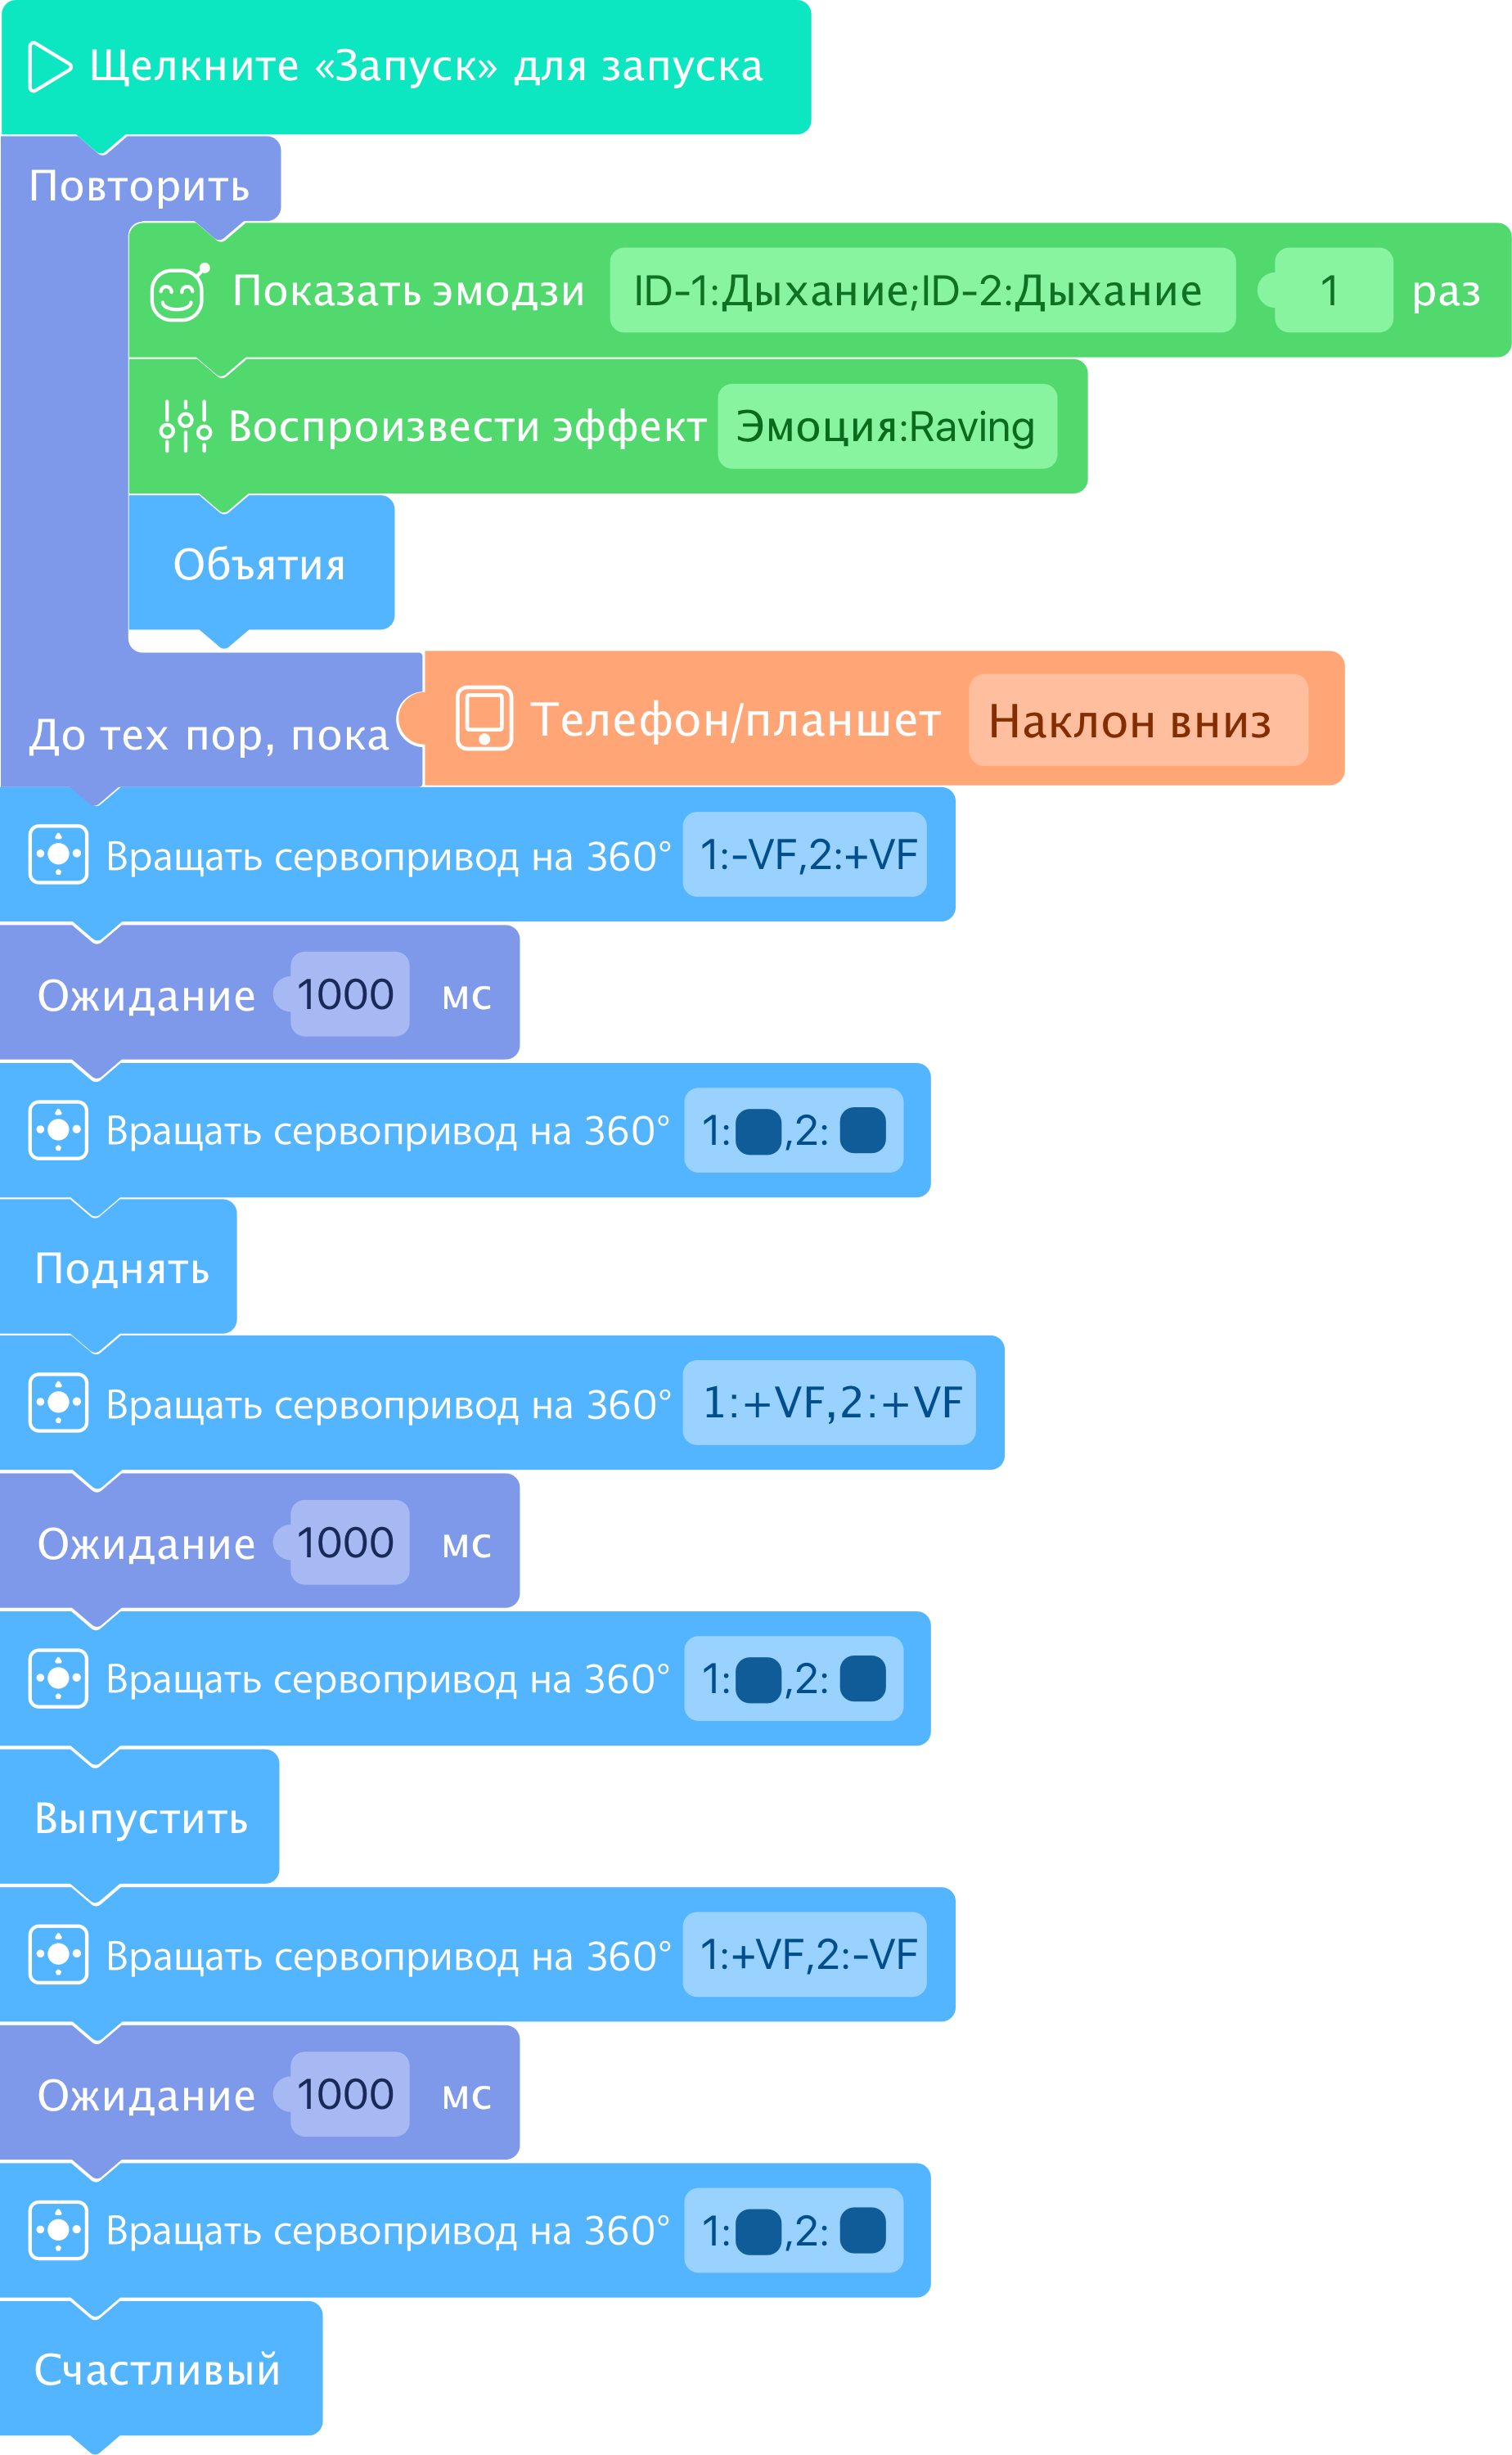 Щелкните «Запуск» для запуска
Повторить
Показать эмодзи ID-1:Дыхание;ID-2:Дыхание 1 раз
Воспроизвести эффект Эмоция:Raving
Объятия
До тех пор, пока Телефон/планшет Наклон вниз
Вращать сервопривод на 360° 1:-VF,2:+VF
Ожидание 1000 мс
Вращать сервопривод на 360° 1: ,2:
Поднять
Вращать сервопривод на 360° 1:+VF,2:+VF
Ожидание 1000 мс
Вращать сервопривод на 360° 1: ,2:
Выпустить
Вращать сервопривод на 360° 1:+VF,2:-VF
Ожидание 1000 мс
Вращать сервопривод на 360° 1: ,2:
Счастливый